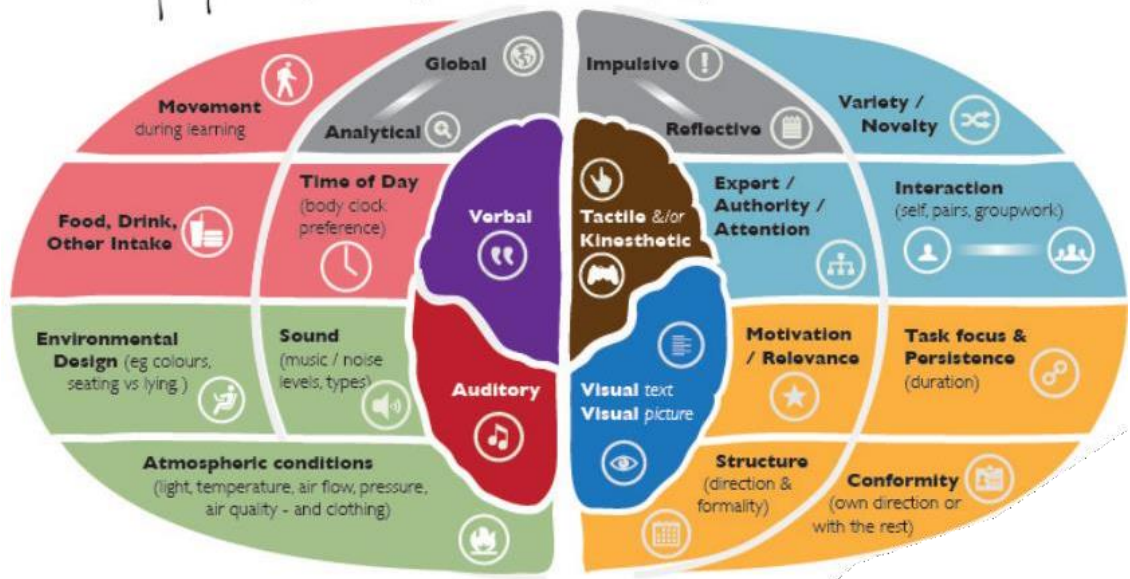 Global
Impulsive
Movement
during learning
Analytical
Reflective
Variety /
Novelty
Food, Drink,
Other Intake
Time of Day
(body clock
preference)
Verbal
Tactile &/or
Kinesthetic
Expert /
Authority /
Attention
Interaction
(self, pairs, groupwork)
Environmental
Design (eg colours,
seating vs lying.)
Sound
(music / noise
levels, types)
Auditory
Visual text
Visual picture
Motivation
/ Relevance
Task focus &
Persistence
(duration)
Atmospheric conditions
(light, temperature, air flow, pressure,
air quality - and clothing)
Structure
(direction &
formality)
Conformity
(own direction or
with the rest)